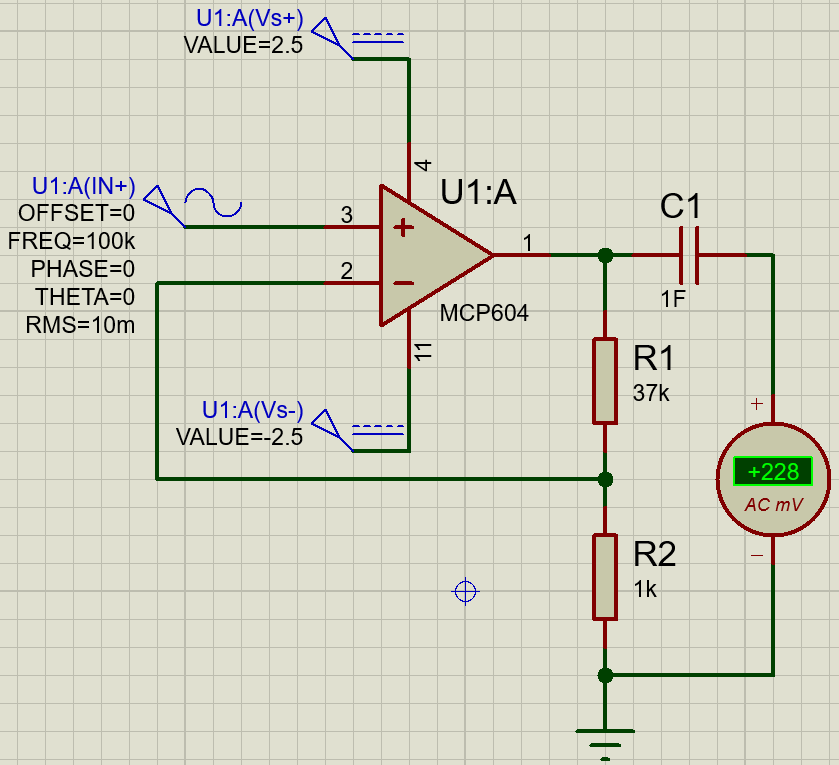 U1:A(Vs+)
VALUE=2.5
4
U1:A
U1:A(IN+)
OFFSET=0
FREQ=100k
PHASE=0
THETA=0
RMS=10m
3
+
2
−
1
MCP604
11
C1
1F
U1:A(Vs-)
VALUE=-2.5
R1
37k
+
+228
AC mV
−
R2
1k